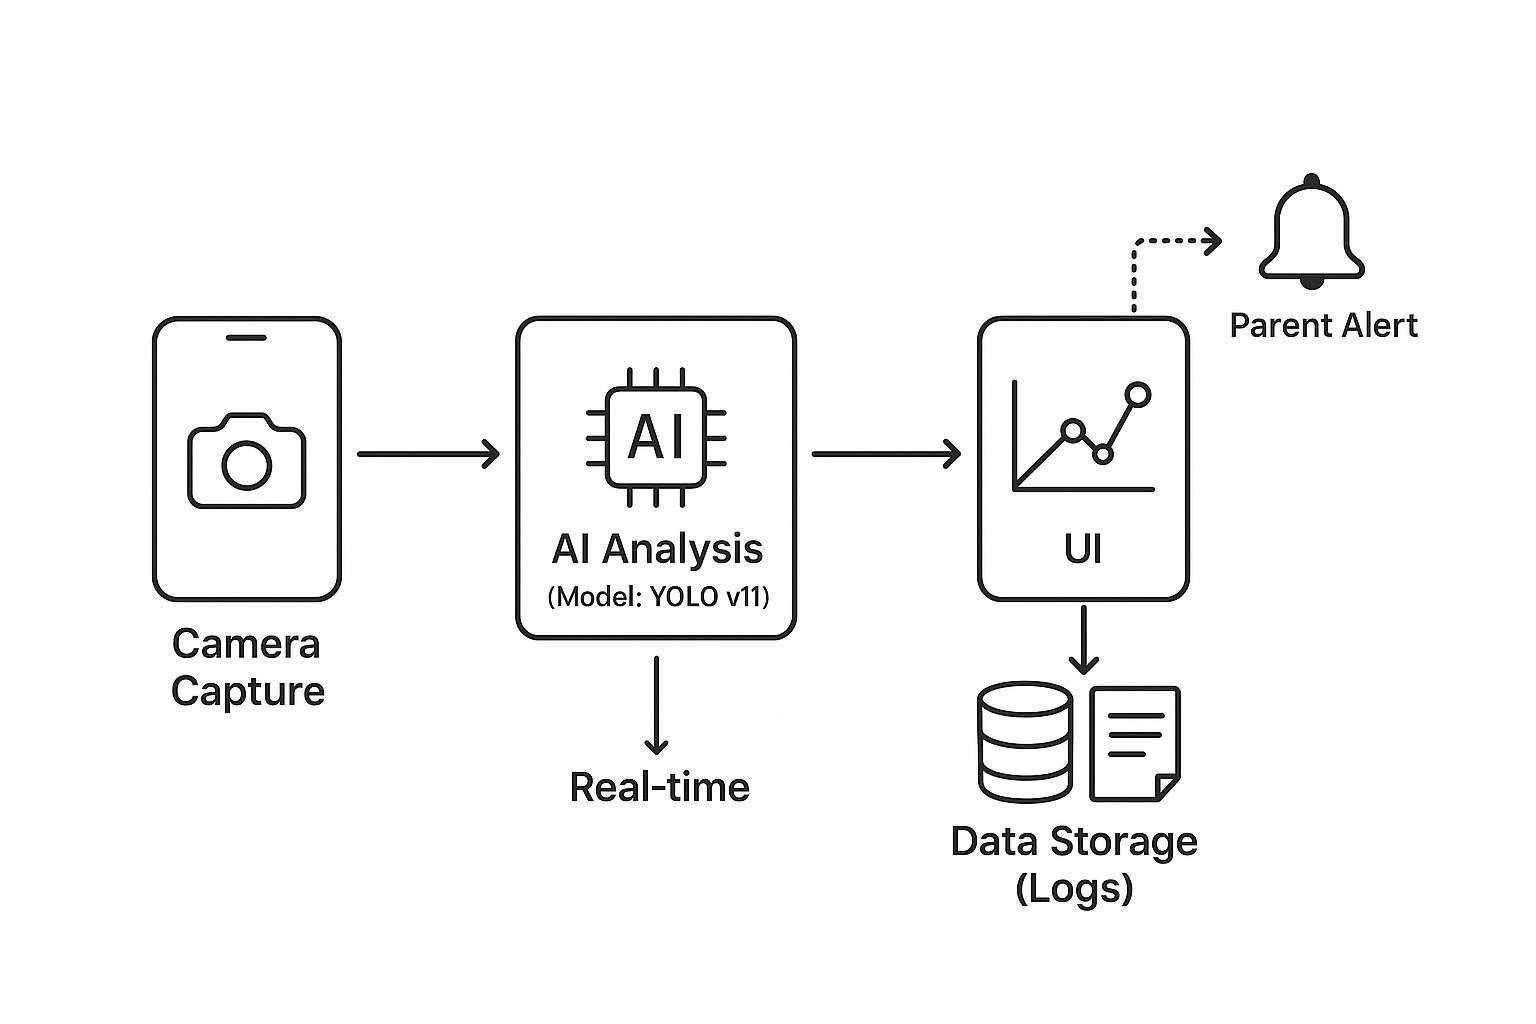 Camera
Capture
AI
AI Analysis
(Model: YOLO v11)
Real-time
UI
Parent Alert
Data Storage
(Logs)